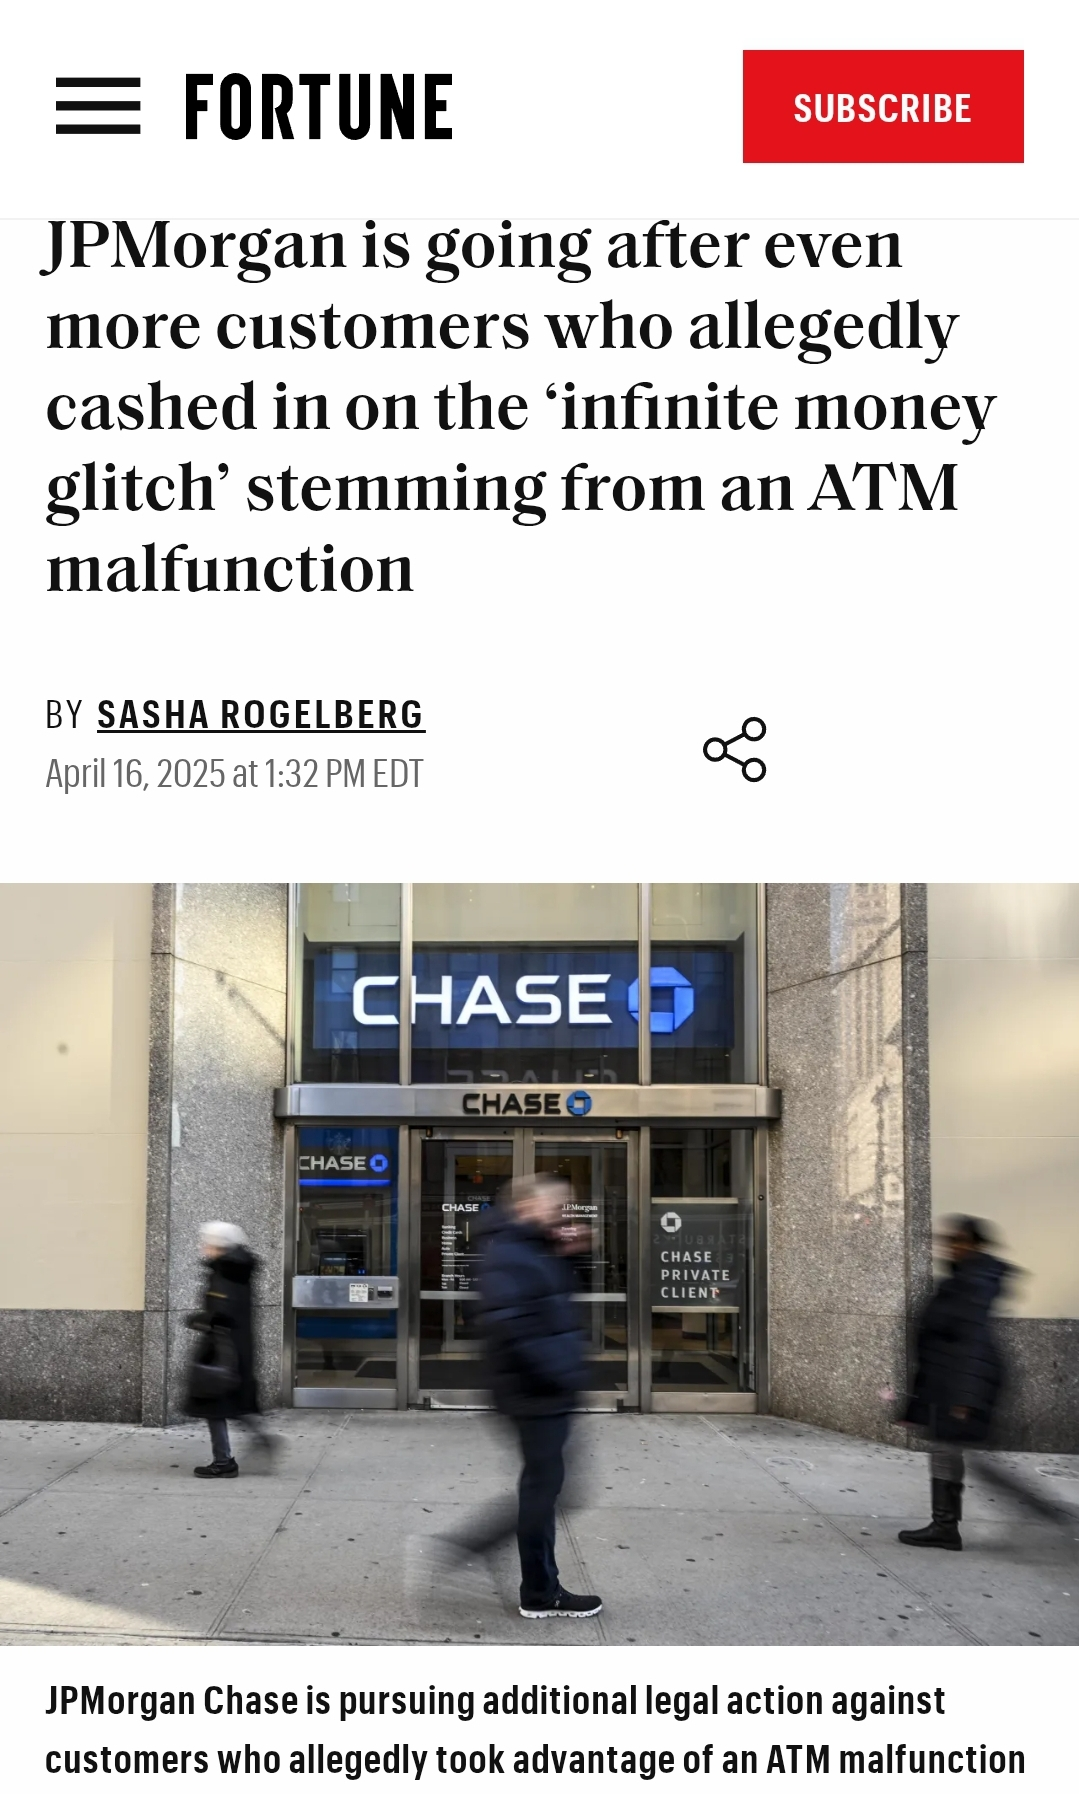 FORTUNE
SUBSCRIBE
JPMorgan is going after even
more customers who allegedly
cashed in on the ‘infinite money
glitch’ stemming from an ATM
malfunction
BY SASHA ROGELBERG
April 16, 2025 at 1:32 PM EDT
CHASE
CHASE
CHASE
CHASE
CHASE
J.P.Morgan
CHASE
PRIVATE
CLIENT
JPMorgan Chase is pursuing additional legal action against
customers who allegedly took advantage of an ATM malfunction